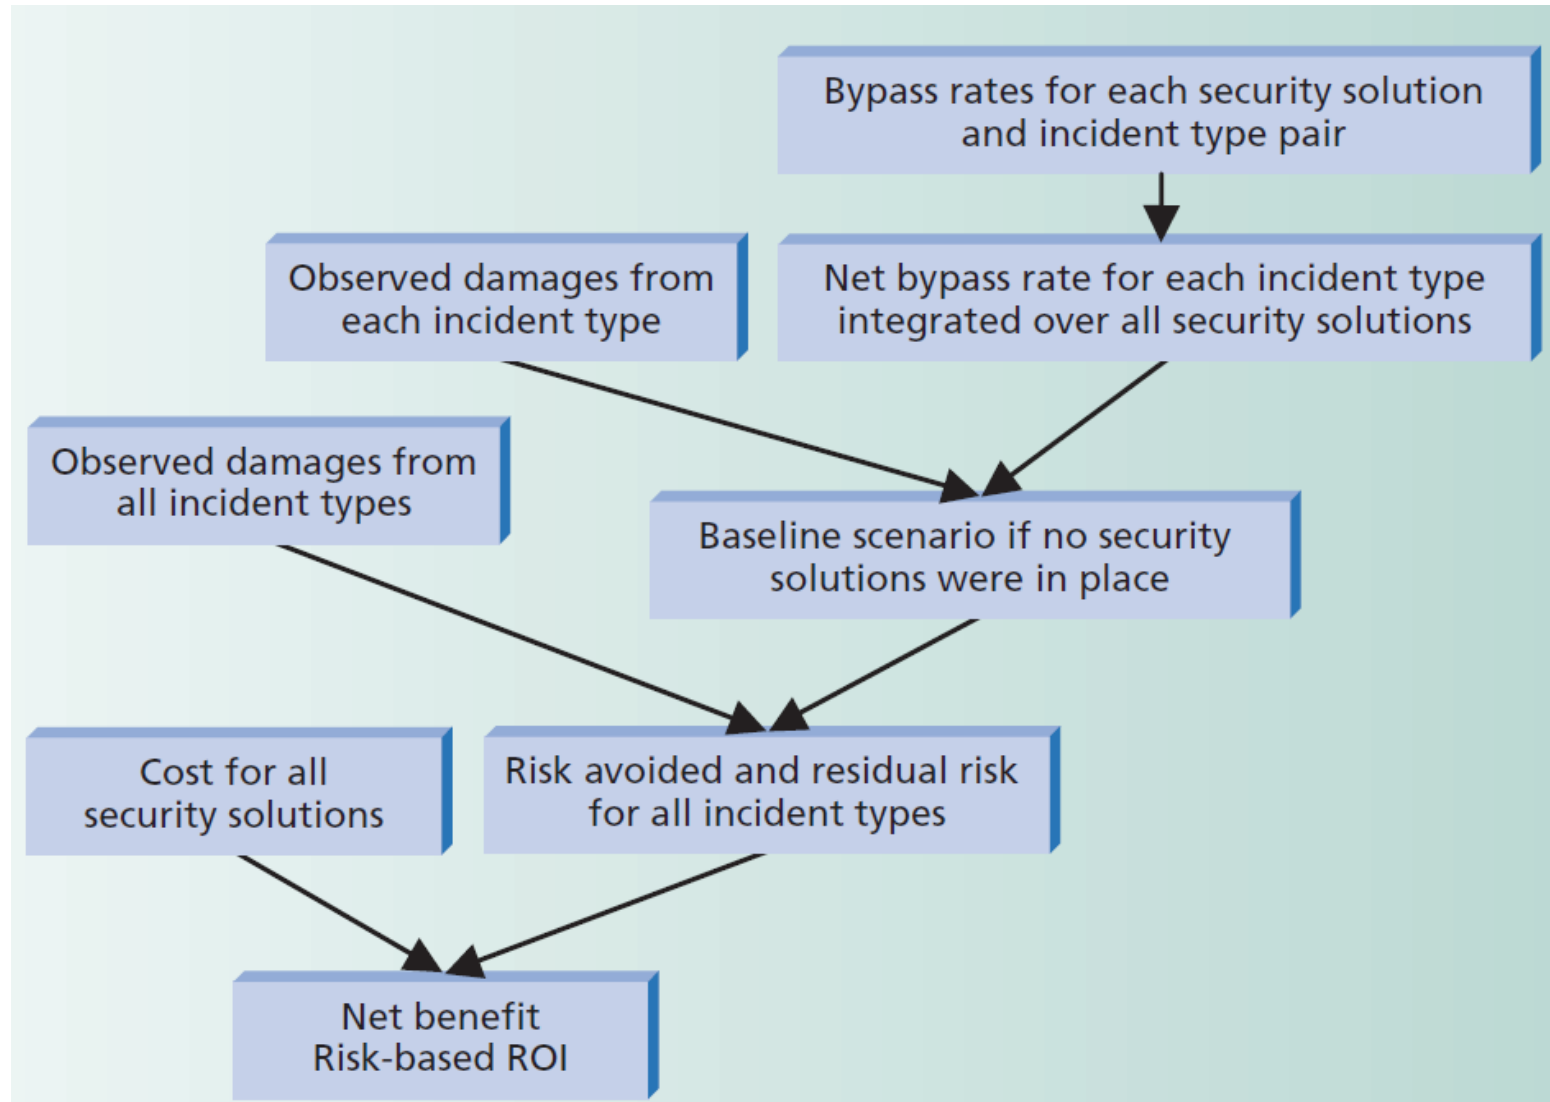 Bypass rates for each security solution
and incident type pair
Observed damages from
each incident type
Net bypass rate for each incident type
integrated over all security solutions
Observed damages from
all incident types
Baseline scenario if no security
solutions were in place
Cost for all
security solutions
Risk avoided and residual risk
for all incident types
Net benefit
Risk-based ROI